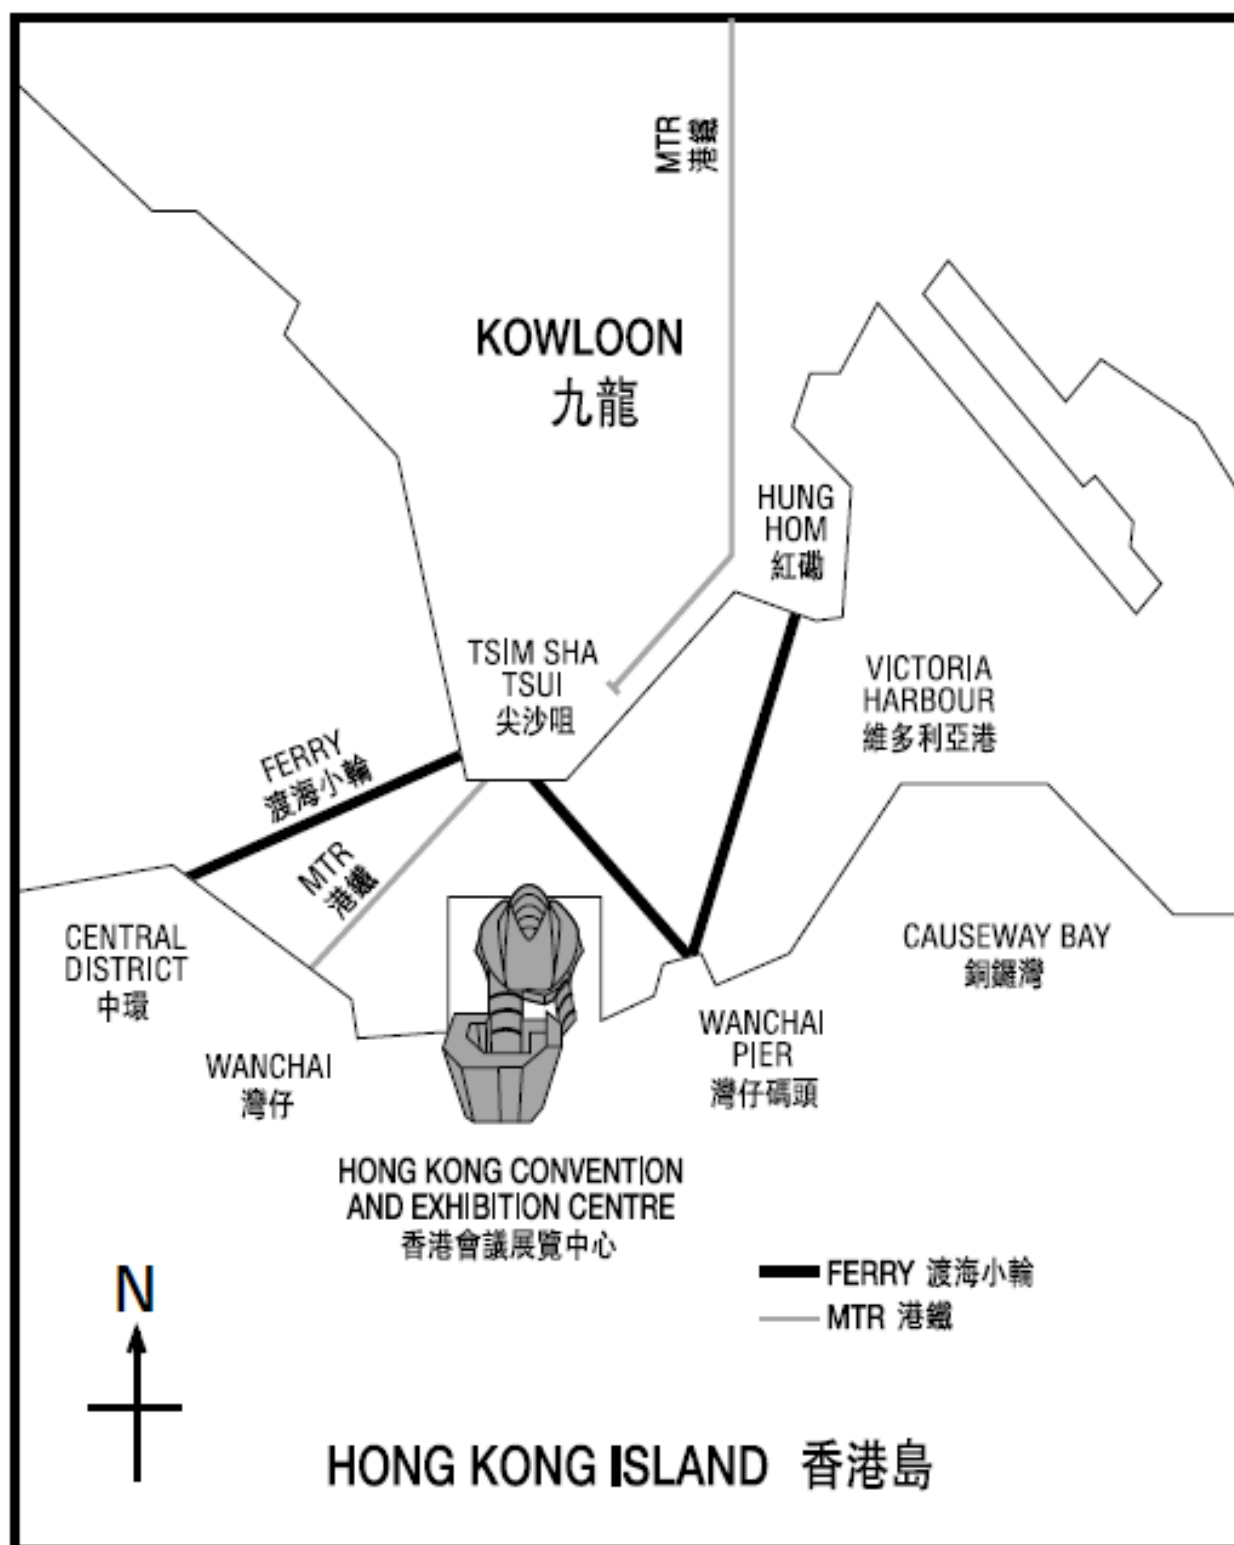 MTR
港鐵
KOWLOON
九龍
HUNG
HOM
紅磡
TSIM SHA
TSUI
尖沙咀
VICTORIA
HARBOUR
維多利亞港
FERRY
渡海小輪
MTR
港鐵
CENTRAL
DISTRICT
中環
CAUSEWAY BAY
銅鑼灣
WANCHAI
PIER
灣仔碼頭
WANCHAI
灣仔
HONG KONG CONVENTION
AND EXHIBITION CENTRE
香港會議展覽中心
FERRY 渡海小輪
MTR 港鐵
N
HONG KONG ISLAND 香港島